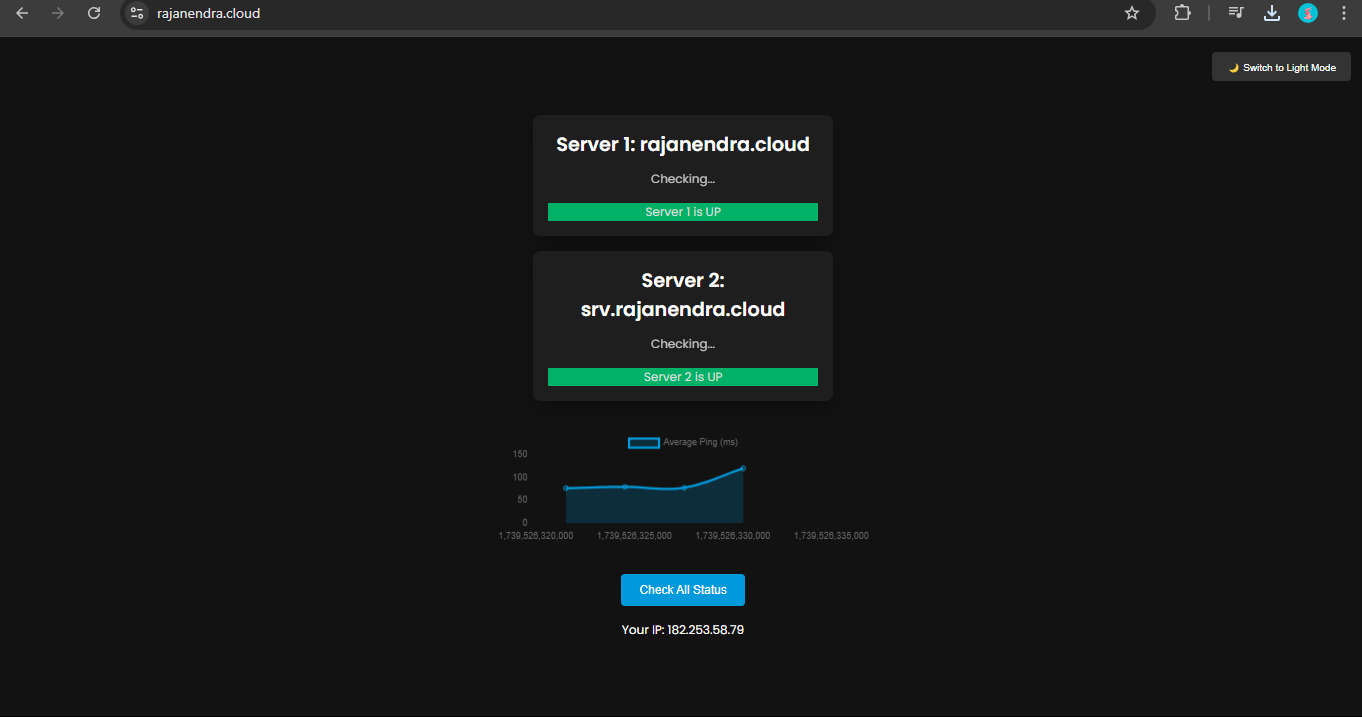 rajanendra.cloud
🌙 Switch to Light Mode
Server 1: rajanendra.cloud
Checking...
Server 1 is UP
Server 2:
srv.rajanendra.cloud
Checking...
Server 2 is UP
Average Ping (ms)
150
100
50
0
1,739,526,320,000 1,739,526,325,000 1,739,526,330,000 1,739,526,335,000
Check All Status
Your IP: 182.253.58.79